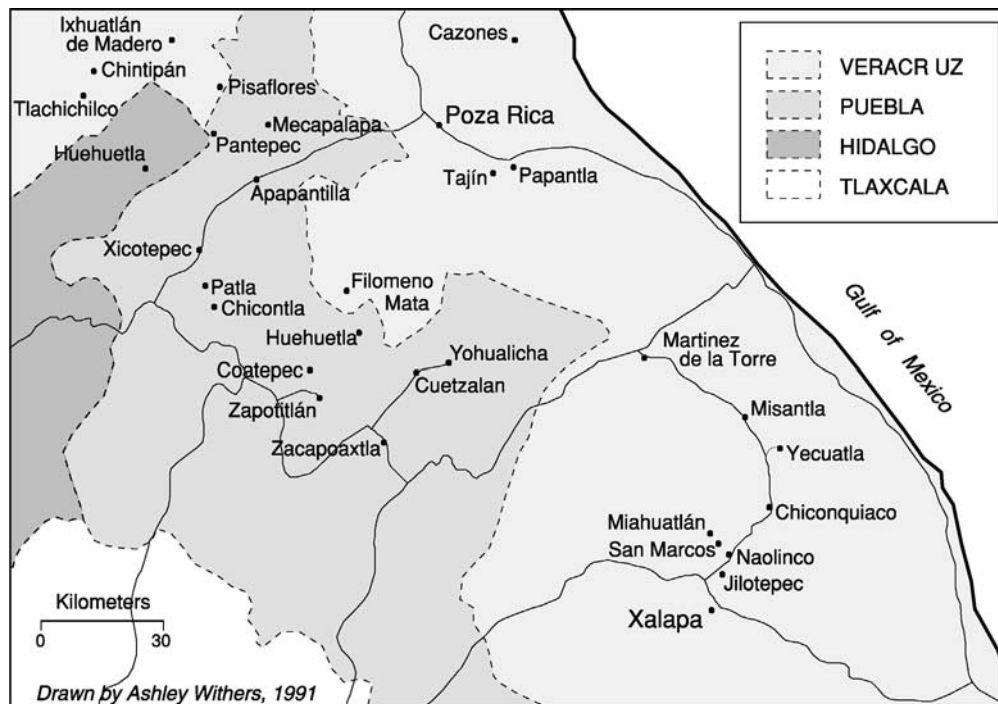 Ixhuatlán
de Madero
Chintipán
Tlachichilco
Huehuetla
Pisaflores
Mecapalapa
Pantepec
Apapantilla
Xicotepec
Patla
Chicontla
Cazones
Poza Rica
Tajín
Papantla
Filomeno
Mata
Huehuetla
Yohualicha
Coatepec
Cuetzalan
Zapotitlán
Zacapoaxtla
Martinez
de la Torre
Misantla
Yecuatla
Chiconquiaco
Miahuatlán
San Marcos
Naolinco
Jilotepec
Xalapa
Gulf of Mexico
VERACR UZ
PUEBLA
HIDALGO
TLAXCALA
Kilometers
0 30
Drawn by Ashley Withers, 1991